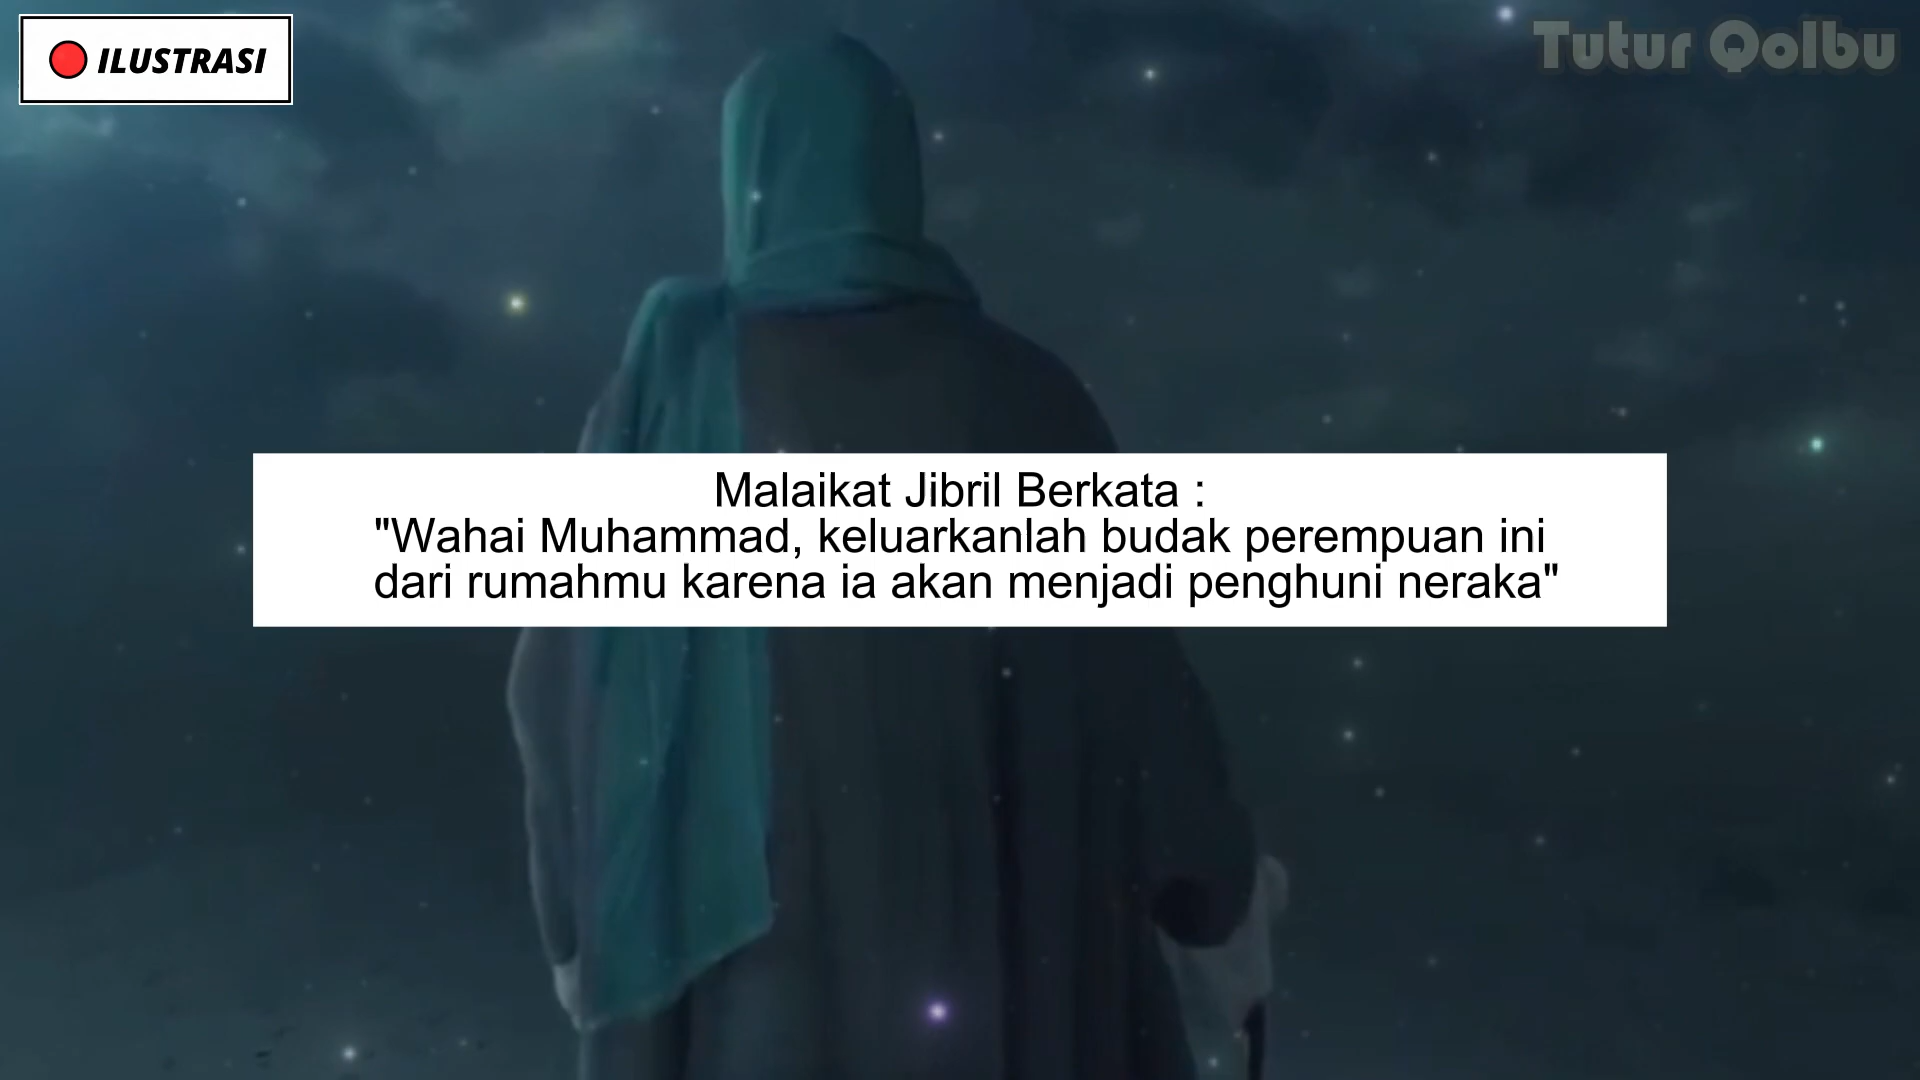 ILUSTRASI
Tutur Qolbu
Malaikat Jibril Berkata :
"Wahai Muhammad, keluarkanlah budak perempuan ini
dari rumahmu karena ia akan menjadi penghuni neraka"